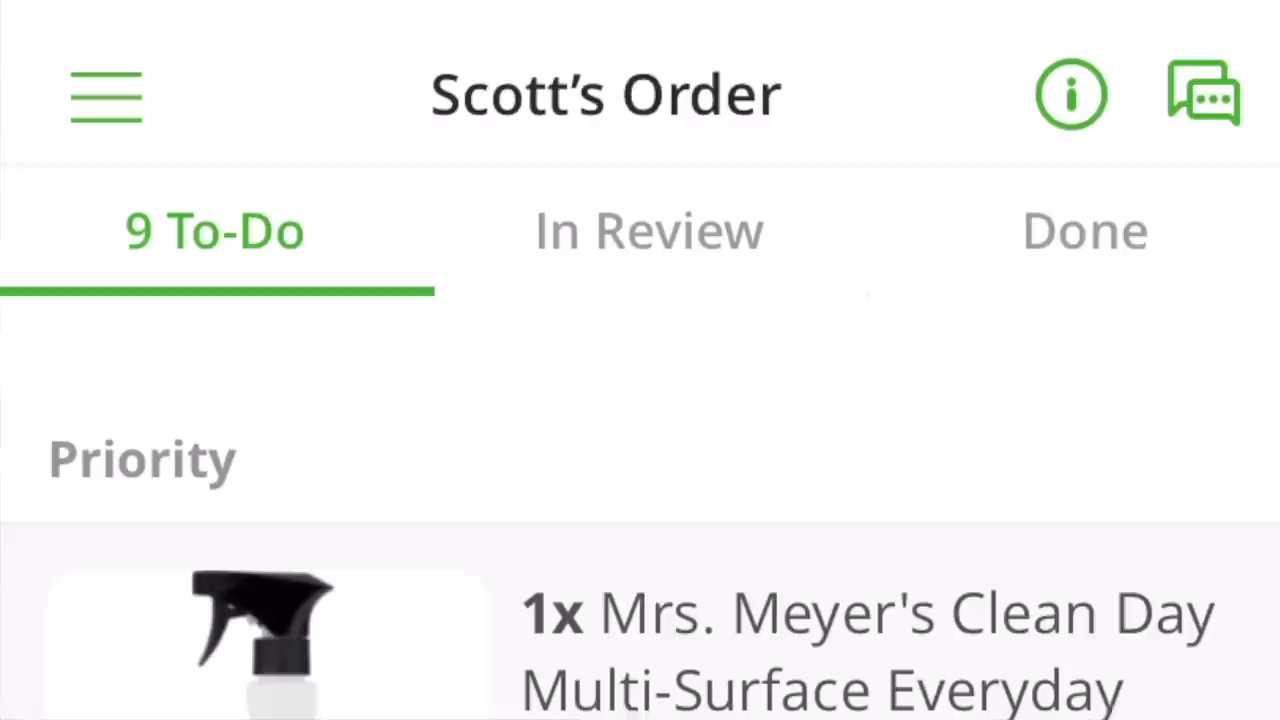 Scott’s Order
9 To-Do
In Review
Done
Priority
1x Mrs. Meyer's Clean Day
Multi-Surface Everyday